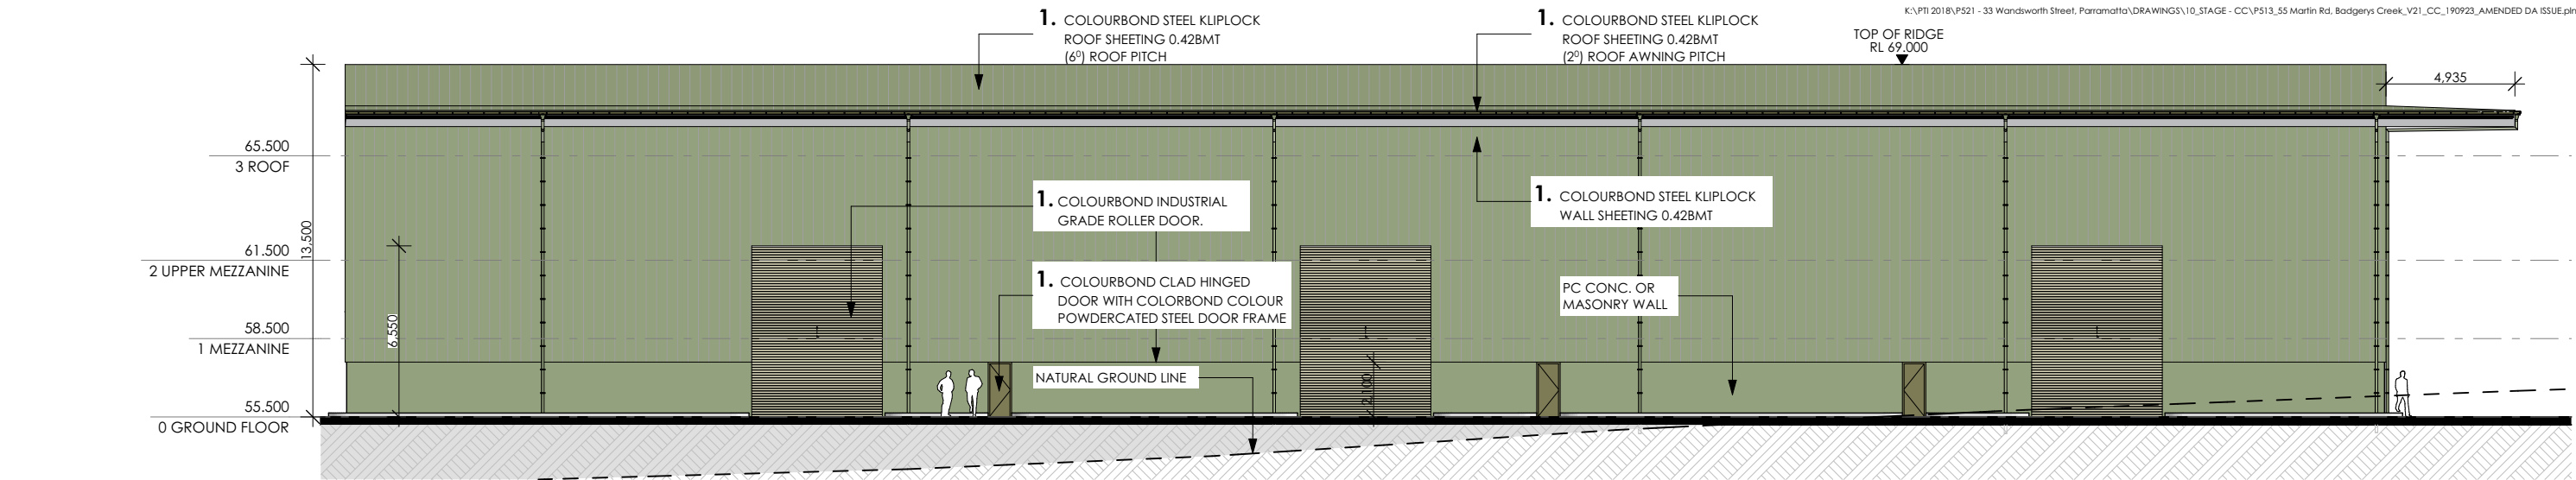 K:\PTI 2018\P521 - 33 Wandsworth Street, Parramatta\DRAWINGS\10_STAGE - CC\P513_55 Martin Rd, Badgerys Creek_V21_CC_190923_AMENDED DA ISSUE.pln
1. COLOURBOND STEEL KLIPLOCK
ROOF SHEETING 0.42BMT
(6⁰) ROOF PITCH
1. COLOURBOND STEEL KLIPLOCK
ROOF SHEETING 0.42BMT
(2⁰) ROOF AWNING PITCH
TOP OF RIDGE
RL 69.000
4,935
65.500
3 ROOF
13,500
61.500
2 UPPER MEZZANINE
58.500
1 MEZZANINE
55.500
0 GROUND FLOOR
6,550
1. COLOURBOND INDUSTRIAL
GRADE ROLLER DOOR.
1. COLOURBOND CLAD HINGED
DOOR WITH COLORBOND COLOUR
POWDERCATED STEEL DOOR FRAME
NATURAL GROUND LINE
2,100
1. COLOURBOND STEEL KLIPLOCK
WALL SHEETING 0.42BMT
PC CONC. OR
MASONRY WALL